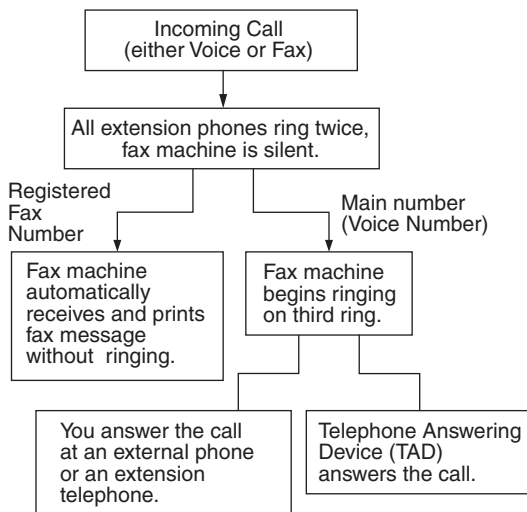 Incoming Call
(either Voice or Fax)
All extension phones ring twice,
fax machine is silent.
Registered
Fax
Number
Main number
(Voice Number)
Fax machine
automatically
receives and prints
fax message
without ringing.
Fax machine
begins ringing
on third ring.
You answer the call
at an external phone
or an extension
telephone.
Telephone Answering
Device (TAD)
answers the call.